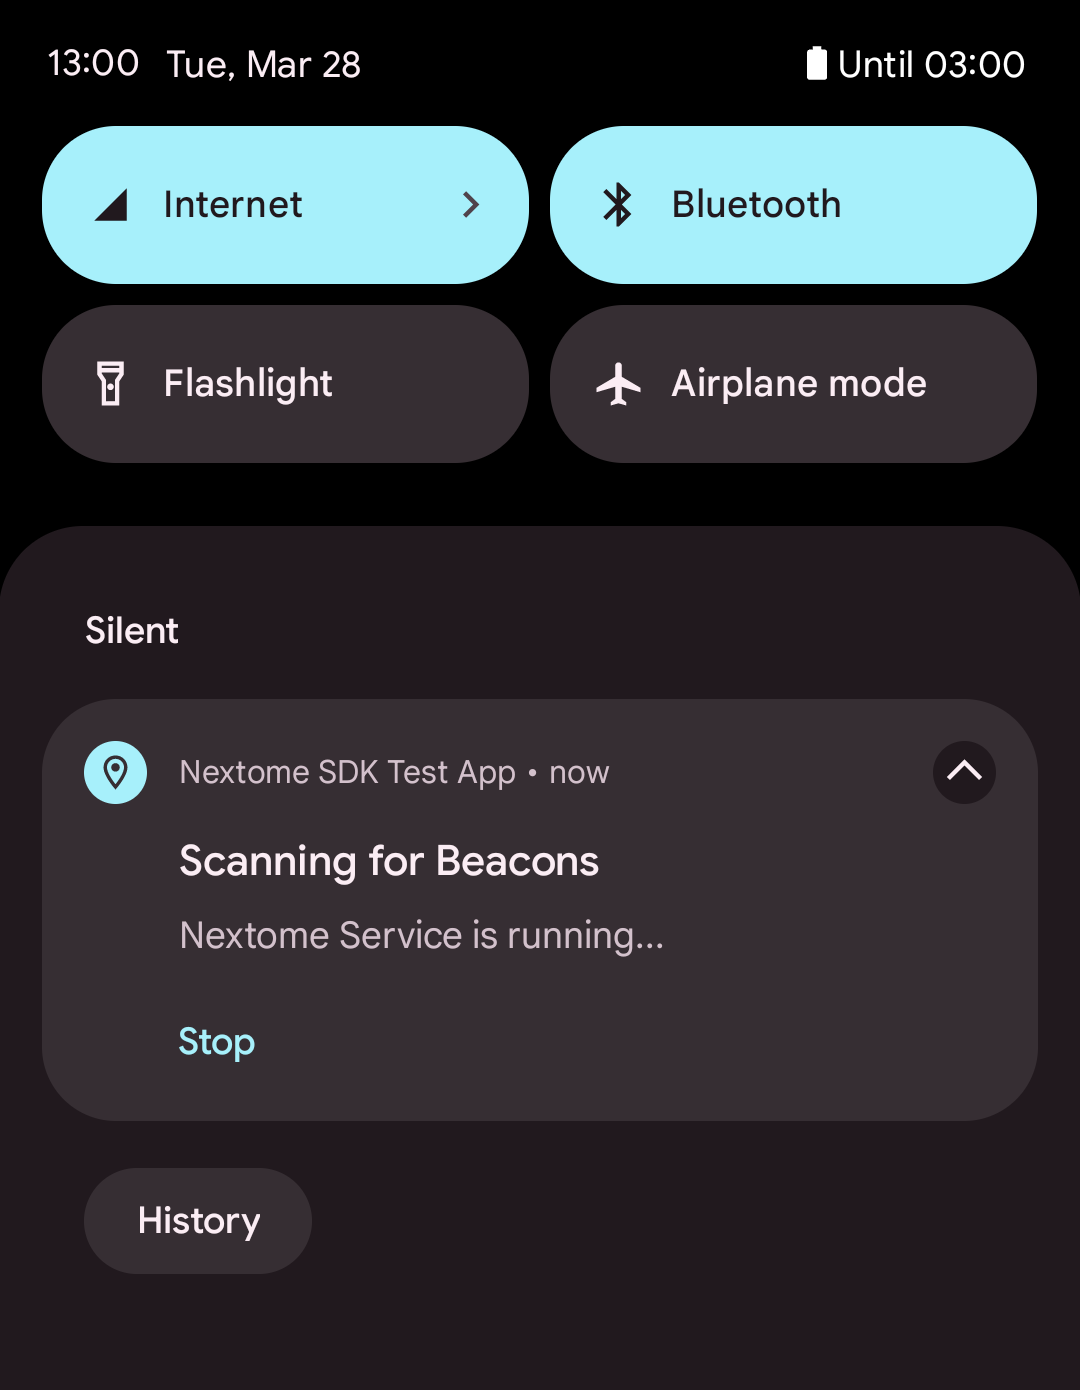 13:00 Tue, Mar 28 Until 03:00
Internet Bluetooth
Flashlight Airplane mode
Silent
Nextome SDK Test App • now
Scanning for Beacons
Nextome Service is running...
Stop
History